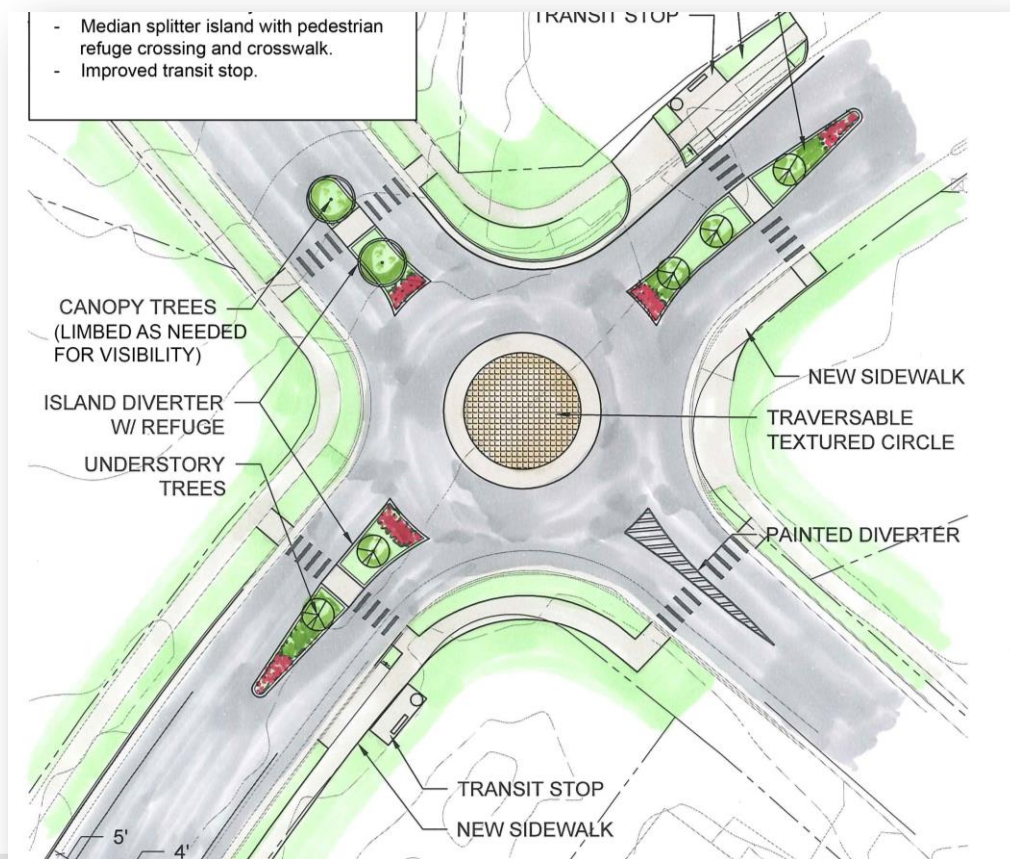 - Median splitter island with pedestrian
refuge crossing and crosswalk.
- Improved transit stop.
TRANSIT STOP
CANOPY TREES
(LIMBED AS NEEDED
FOR VISIBILITY)
ISLAND DIVERTER
W/ REFUGE
UNDERSTORY
TREES
NEW SIDEWALK
TRAVERSABLE
TEXTURED CIRCLE
PAINTED DIVERTER
TRANSIT STOP
NEW SIDEWALK
5'
4'